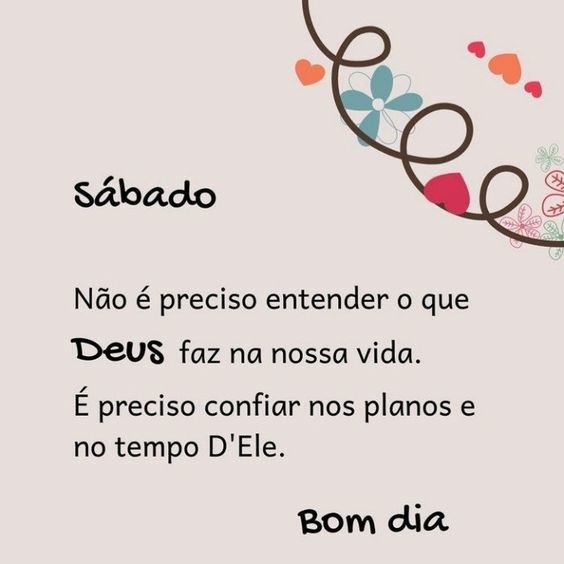 Sábado
Não é preciso entender o que
Deus faz na nossa vida.
É preciso confiar nos planos e
no tempo D'Ele.
Bom dia